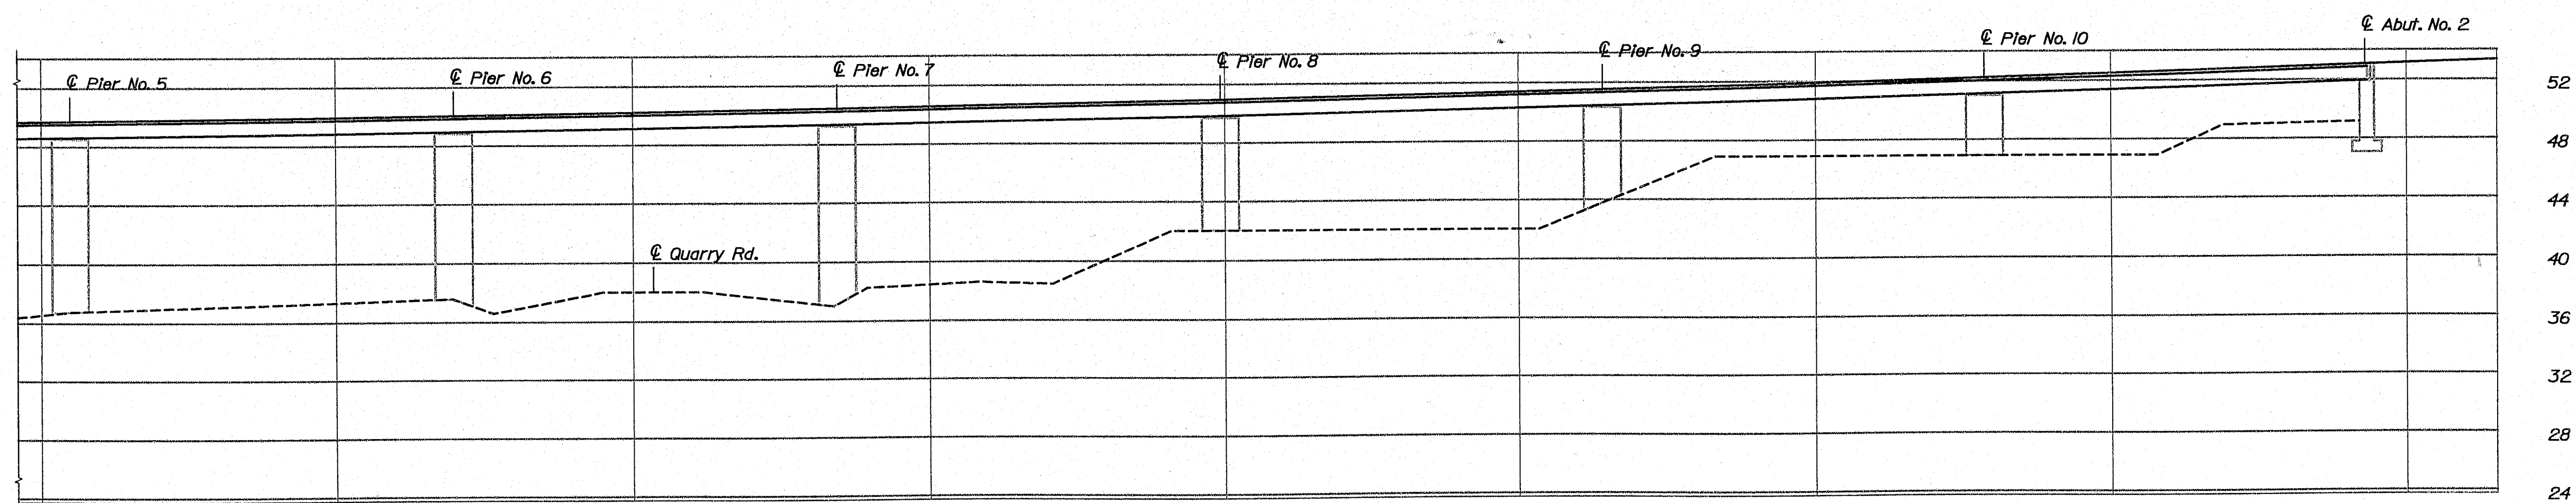 ℄ Abut. No. 2
℄ Pier No. 10
℄ Pier No. 9
℄ Pier No. 8
℄ Pier No. 7
℄ Pier No. 6
℄ Pier No. 5
52
48
44
℄ Quarry Rd.
40
36
32
28
24